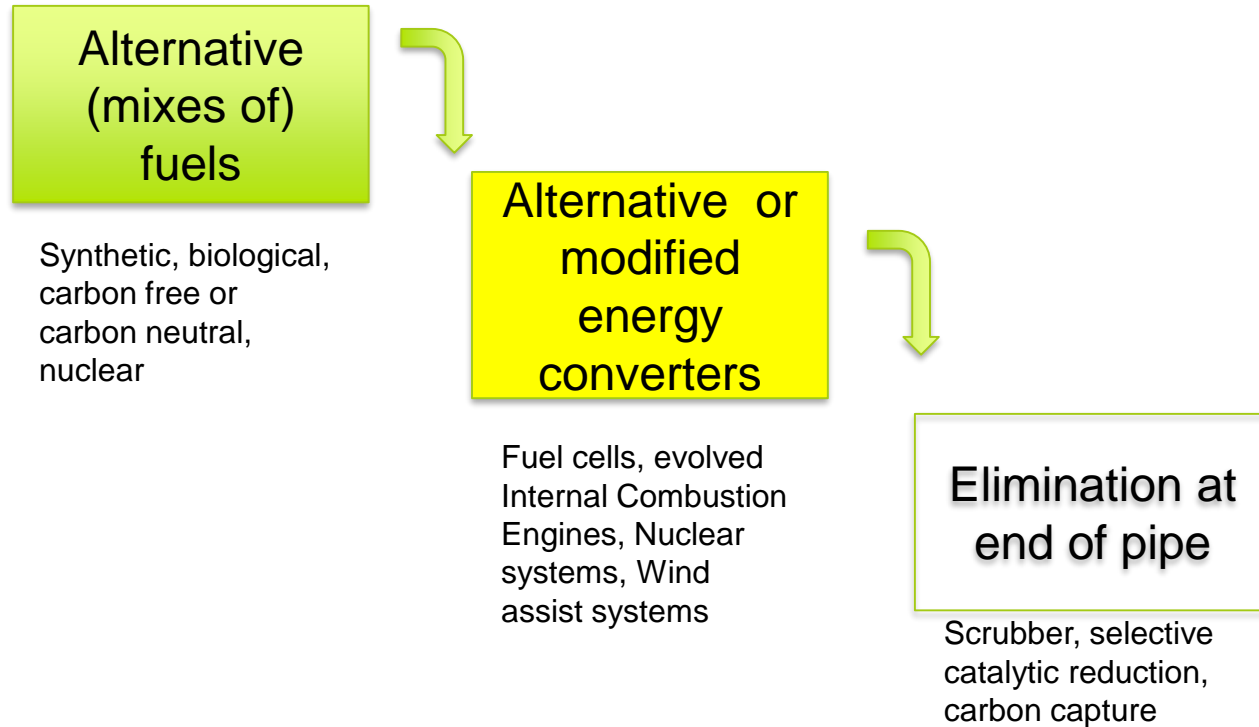 Alternative
(mixes of)
fuels
Synthetic, biological,
carbon free or
carbon neutral,
nuclear
Alternative or
modified
energy
converters
Fuel cells, evolved
Internal Combustion
Engines, Nuclear
systems, Wind
assist systems
Elimination at
end of pipe
Scrubber, selective
catalytic reduction,
carbon capture